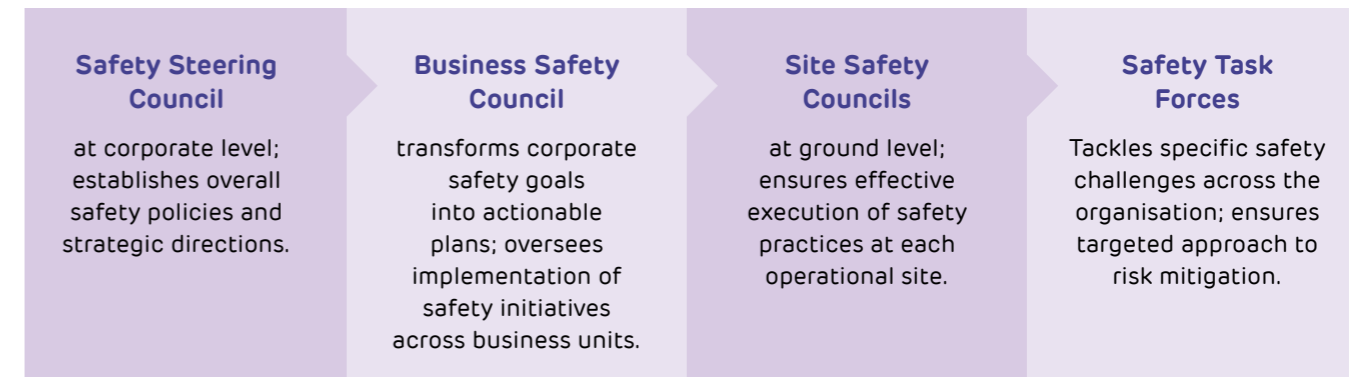 Safety Steering
Council
at corporate level;
establishes overall
safety policies and
strategic directions.
Business Safety
Council
transforms corporate
safety goals
into actionable
plans; oversees
implementation of
safety initiatives
across business units.
Site Safety
Councils
at ground level;
ensures effective
execution of safety
practices at each
operational site.
Safety Task
Forces
Tackles specific safety
challenges across the
organisation; ensures
targeted approach to
risk mitigation.